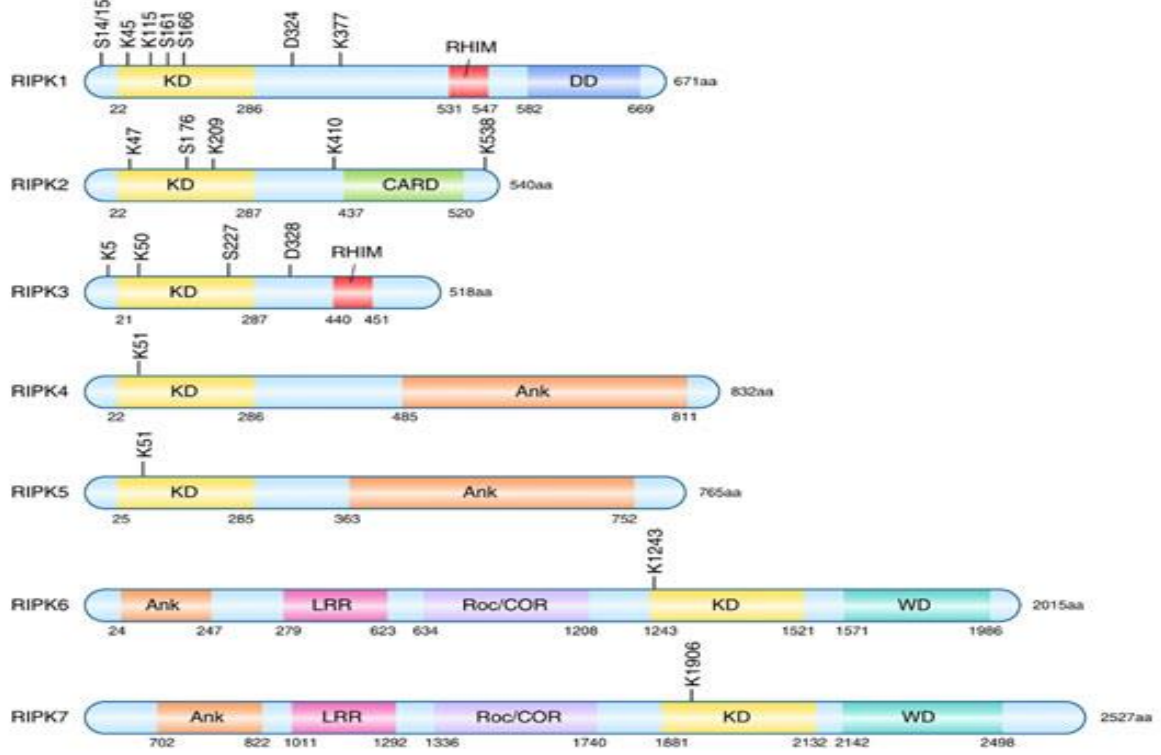 S14/15 K45 K115 S161 S166 D324 K377
RHIM
RIPK1 KD DD 671aa
22 286 531 547 582 669
K47 S1 76 K209 K410 K538
RIPK2 KD CARD 540aa
22 287 437 520
K5 K50 S227 D328
RHIM
RIPK3 KD 518aa
21 287 440 451
K51
RIPK4 KD Ank 832aa
22 286 485 811
K51
RIPK5 KD Ank 765aa
25 285 363 752
K1243
RIPK6 Ank LRR Roc/COR KD WD 2015aa
24 247 279 623 634 1208 1243 1521 1571 1986
K1906
RIPK7 Ank LRR Roc/COR KD WD 2527aa
702 822 1011 1292 1336 1740 1881 2132 2142 2498